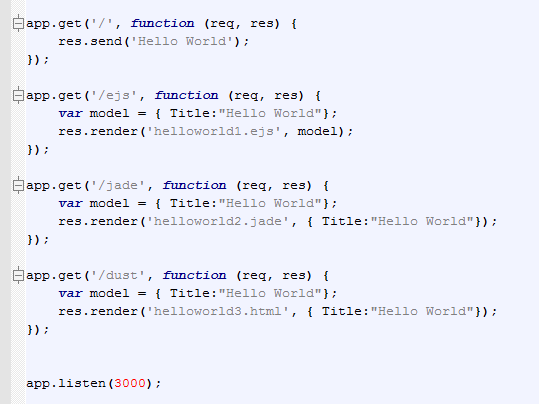 app.get('/', function (req, res) {
    res.send('Hello World');
});
app.get('/ejs', function (req, res) {
    var model = { Title:"Hello World"};
    res.render('helloworld1.ejs', model);
});
app.get('/jade', function (req, res) {
    var model = { Title:"Hello World"};
    res.render('helloworld2.jade', { Title:"Hello World"});
});
app.get('/dust', function (req, res) {
    var model = { Title:"Hello World"};
    res.render('helloworld3.html', { Title:"Hello World"});
});
app.listen(3000);